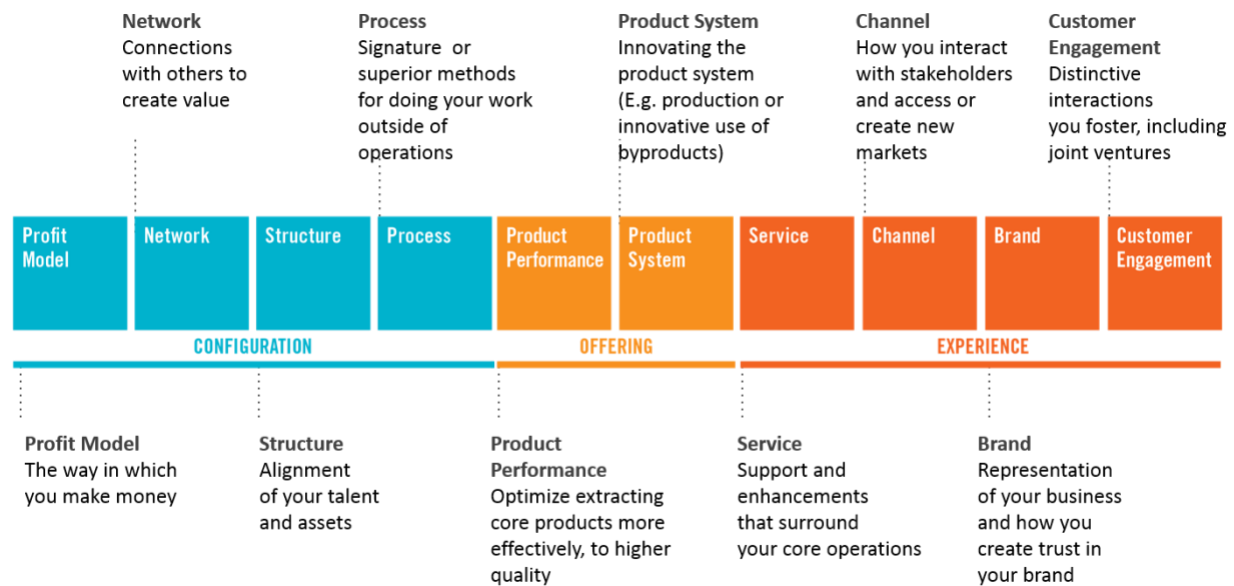 Network
Connections
with others to
create value
Process
Signature or
superior methods
for doing your work
outside of
operations
Product System
Innovating the
product system
(E.g. production or
innovative use of
byproducts)
Channel
How you interact
with stakeholders
and access or
create new
markets
Customer
Engagement
Distinctive
interactions
you foster, including
joint ventures
Profit
Model
Network
Structure
Process
Product
Performance
Product
System
Service
Channel
Brand
Customer
Engagement
CONFIGURATION
OFFERING
EXPERIENCE
Profit Model
The way in which
you make money
Structure
Alignment
of your talent
and assets
Product
Performance
Optimize extracting
core products more
effectively, to higher
quality
Service
Support and
enhancements
that surround
your core operations
Brand
Representation
of your business
and how you
create trust in
your brand